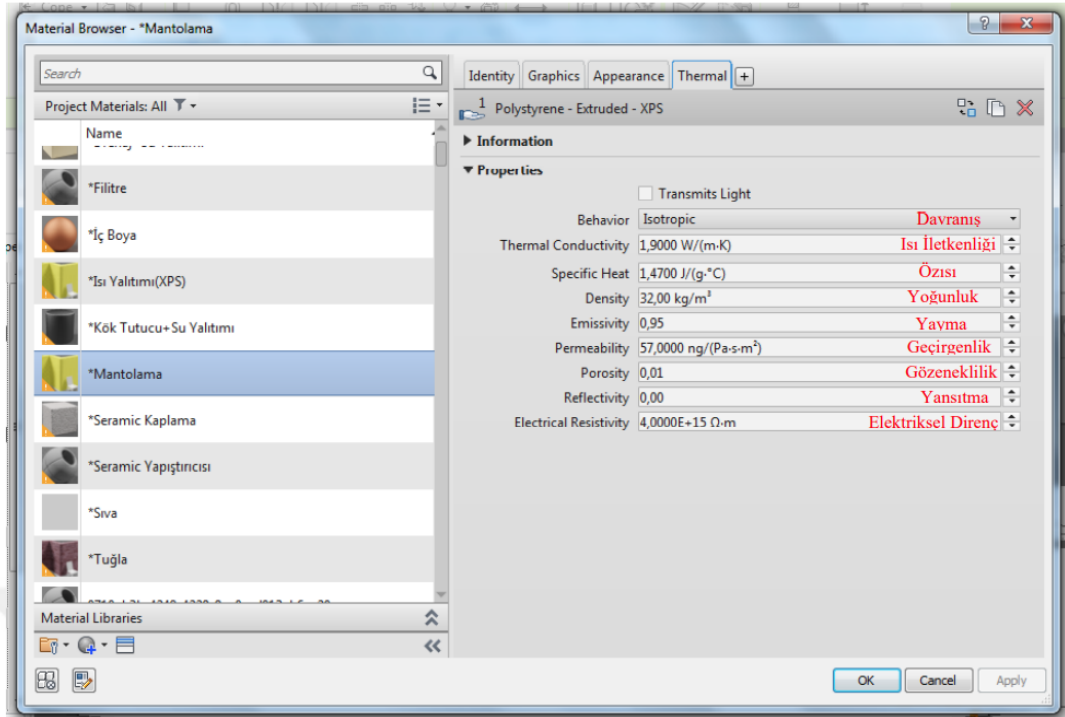 Cope
Material Browser - *Mantolama
Search
Project Materials: All
Name
*Filitre
*İç Boya
*Isı Yalıtımı(XPS)
*Kök Tutucu+Su Yalıtımı
*Mantolama
*Seramic Kaplama
*Seramic Yapıştırıcısı
*Sıva
*Tuğla
Material Libraries
Identity Graphics Appearance Thermal +
1 Polystyrene - Extruded - XPS
Information
Properties
Transmits Light
Behavior Isotropic Davranış
Thermal Conductivity 1,9000 W/(m·K) Isı İletkenliği
Specific Heat 1,4700 J/(g·°C) Özısı
Density 32,00 kg/m³ Yoğunluk
Emissivity 0,95 Yayma
Permeability 57,0000 ng/(Pa·s·m²) Geçirgenlik
Porosity 0,01 Gözeneklilik
Reflectivity 0,00 Yansıtma
Electrical Resistivity 4,0000E+15 Ω·m Elektriksel Direnç
OK Cancel Apply